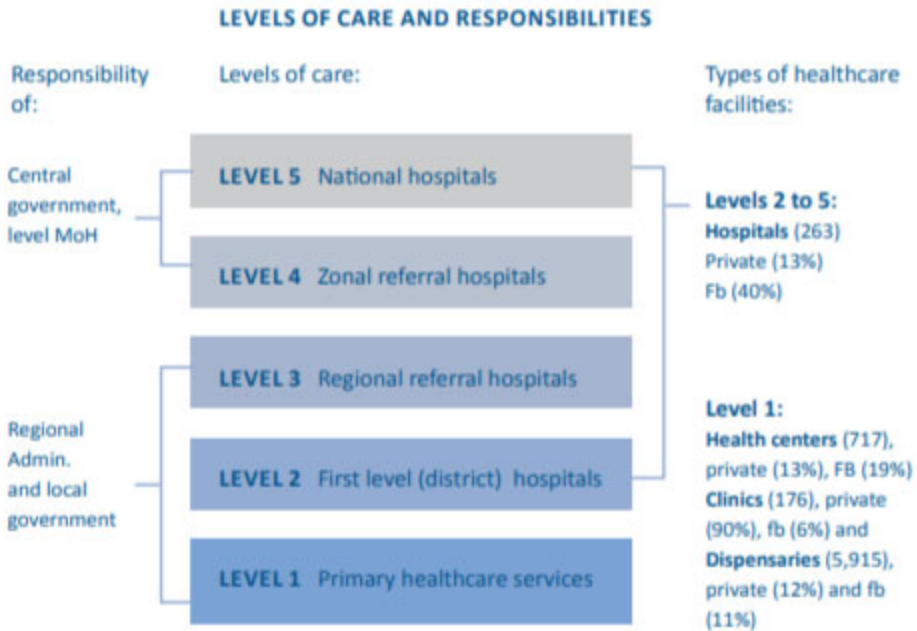 LEVELS OF CARE AND RESPONSIBILITIES
Responsibility
of:
Levels of care:
Types of healthcare
facilities:
Central
government,
level MoH
LEVEL 5 National hospitals
LEVEL 4 Zonal referral hospitals
Levels 2 to 5:
Hospitals (263)
Private (13%)
Fb (40%)
Regional
Admin.
and local
government
LEVEL 3 Regional referral hospitals
LEVEL 2 First level (district) hospitals
LEVEL 1 Primary healthcare services
Level 1:
Health centers (717),
private (13%), FB (19%)
Clinics (176), private
(90%), fb (6%) and
Dispensaries (5,915),
private (12%) and fb
(11%)